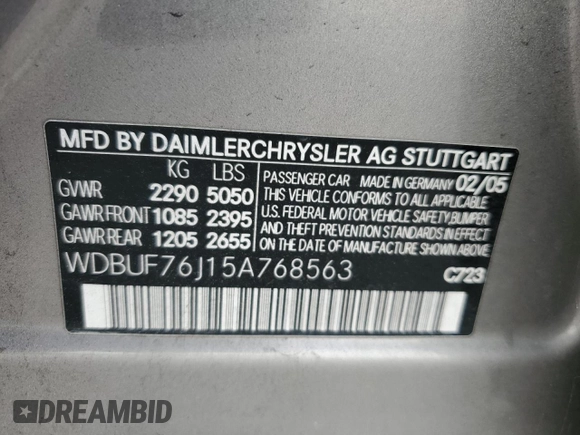 MFD BY DAIMLERCHRYSLER AG STUTTGART
KG LBS
GVWR 2290 5050
GAWR FRONT 1085 2395
GAWR REAR 1205 2655
PASSENGER CAR MADE IN GERMANY 02/05
THIS VEHICLE CONFORMS TO ALL APPLICABLE
U.S. FEDERAL MOTOR VEHICLE SAFETY, BUMPER,
AND THEFT PREVENTION STANDARDS IN EFFECT
ON THE DATE OF MANUFACTURE SHOWN ABOVE.
WDBUF76J15A768563
C723
DREAMBID